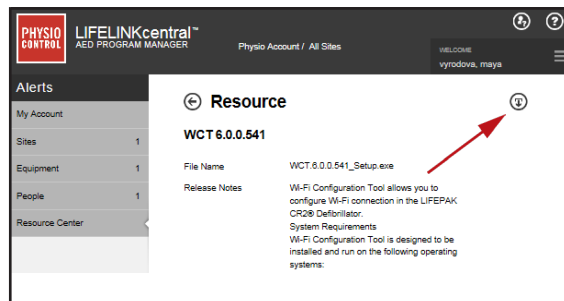 PHYSIO
CONTROL
LIFELINKcentral™
AED PROGRAM MANAGER
Physio Account / All Sites
?
WELCOME
vyrodova, maya
Alerts
My Account
Sites 1
Equipment 1
People 1
Resource Center
Resource
WCT 6.0.0.541
File Name WCT.6.0.0.541_Setup.exe
Release Notes Wi-Fi Configuration Tool allows you to
configure Wi-Fi connection in the LIFEPAK
CR2® Defibrillator.
System Requirements
Wi-Fi Configuration Tool is designed to be
installed and run on the following operating
systems: